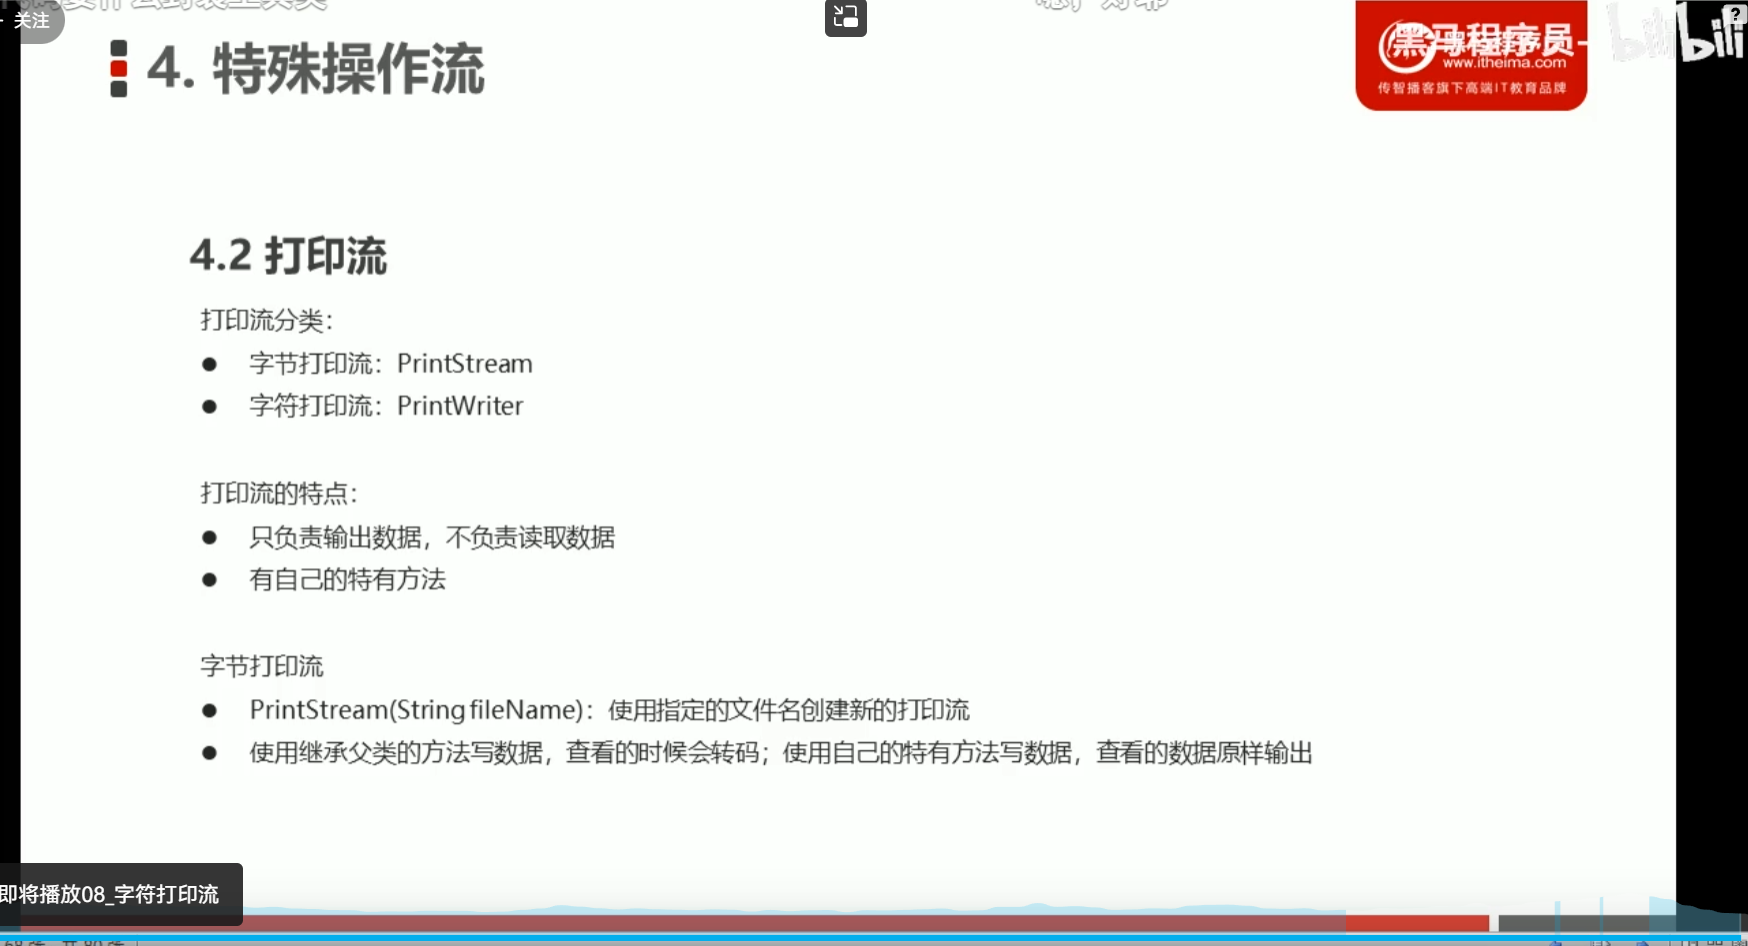 关注
4. 特殊操作流
黑马程序员
www.itheima.com
传智播客旗下高端IT教育品牌
bilibili
4.2 打印流
打印流分类：
● 字节打印流：PrintStream
● 字符打印流：PrintWriter
打印流的特点：
● 只负责输出数据，不负责读取数据
● 有自己的特有方法
字节打印流
● PrintStream(String fileName)：使用指定的文件名创建新的打印流
● 使用继承父类的方法写数据，查看的时候会转码；使用自己的特有方法写数据，查看的数据原样输出
即将播放08_字符打印流